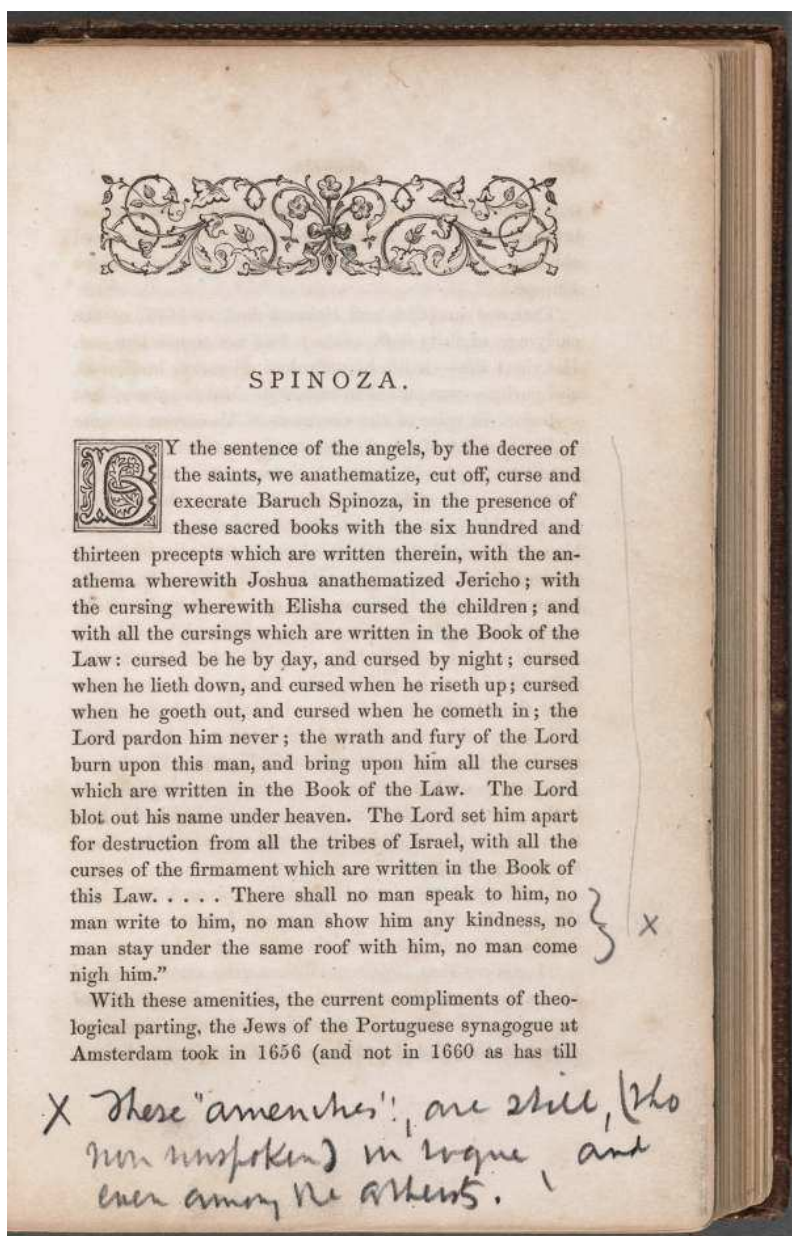 SPINOZA.
BY the sentence of the angels, by the decree of
the saints, we anathematize, cut off, curse and
execrate Baruch Spinoza, in the presence of
these sacred books with the six hundred and
thirteen precepts which are written therein, with the an-
athema wherewith Joshua anathematized Jericho; with
the cursing wherewith Elisha cursed the children; and
with all the cursings which are written in the Book of the
Law: cursed be he by day, and cursed by night; cursed
when he lieth down, and cursed when he riseth up; cursed
when he goeth out, and cursed when he cometh in; the
Lord pardon him never; the wrath and fury of the Lord
burn upon this man, and bring upon him all the curses
which are written in the Book of the Law. The Lord
blot out his name under heaven. The Lord set him apart
for destruction from all the tribes of Israel, with all the
curses of the firmament which are written in the Book of
this Law. . . . . There shall no man speak to him, no
man write to him, no man show him any kindness, no
man stay under the same roof with him, no man come
nigh him.”
X
With these amenities, the current compliments of theo-
logical parting, the Jews of the Portuguese synagogue at
Amsterdam took in 1656 (and not in 1660 as has till
X These "amenities"!, are still, (tho
now unspoken) in vogue, and
even among the atheists.